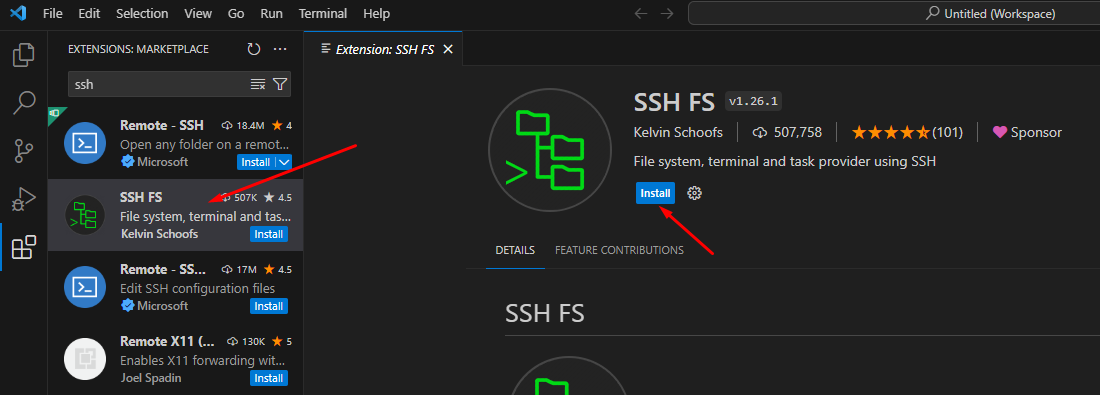 File Edit Selection View Go Run Terminal Help
Untitled (Workspace)
EXTENSIONS: MARKETPLACE
ssh
Remote - SSH 18.4M 4
Open any folder on a remot...
Microsoft Install
SSH FS 507K 4.5
File system, terminal and tas...
Kelvin Schoofs Install
Remote - SS... 17M 4.5
Edit SSH configuration files
Microsoft Install
Remote X11 (... 130K 5
Enables X11 forwarding wit...
Joel Spadin Install
Extension: SSH FS
SSH FS v1.26.1
Kelvin Schoofs 507,758 (101) Sponsor
File system, terminal and task provider using SSH
Install
DETAILS FEATURE CONTRIBUTIONS
SSH FS